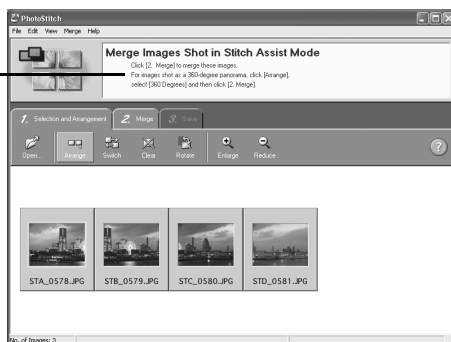 PhotoStitch
File Edit View Merge Help
Merge Images Shot in Stitch Assist Mode
Click [2. Merge] to merge these images.
For images shot as a 360-degree panorama, click [Arrange],
select [360 Degrees] and then click [2. Merge].
1. Selection and Arrangement 2. Merge 3. Save
Open... Arrange Switch Clear Rotate Enlarge Reduce ?
STA_0578.JPG STB_0579.JPG STC_0580.JPG STD_0581.JPG
No. of Images: 3